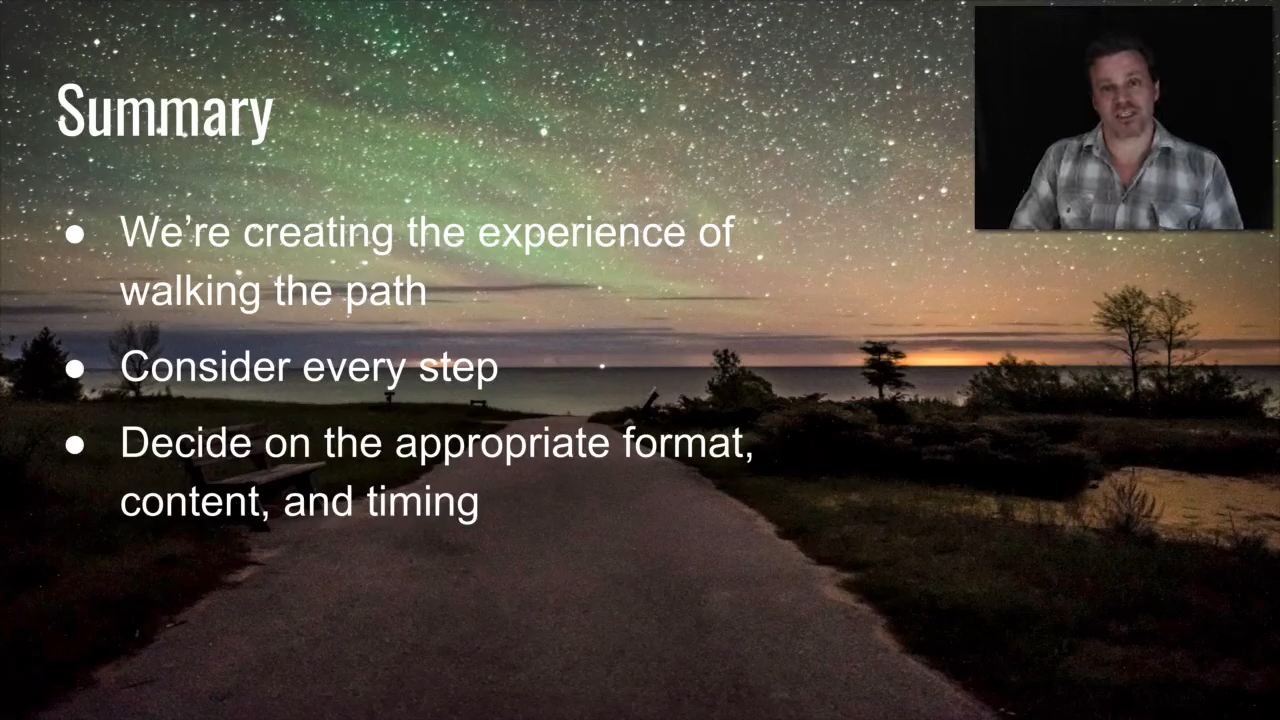 Summary
● We’re creating the experience of
walking the path
● Consider every step
● Decide on the appropriate format,
content, and timing